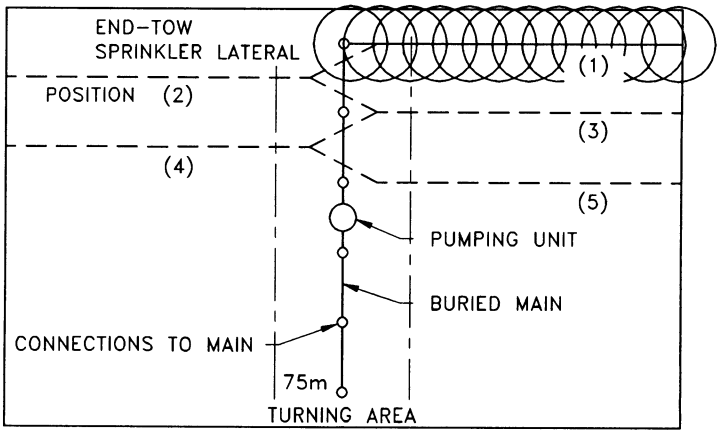 END-TOW
SPRINKLER LATERAL
(1)
POSITION (2)
(3)
(4)
(5)
PUMPING UNIT
BURIED MAIN
CONNECTIONS TO MAIN
75m
TURNING AREA